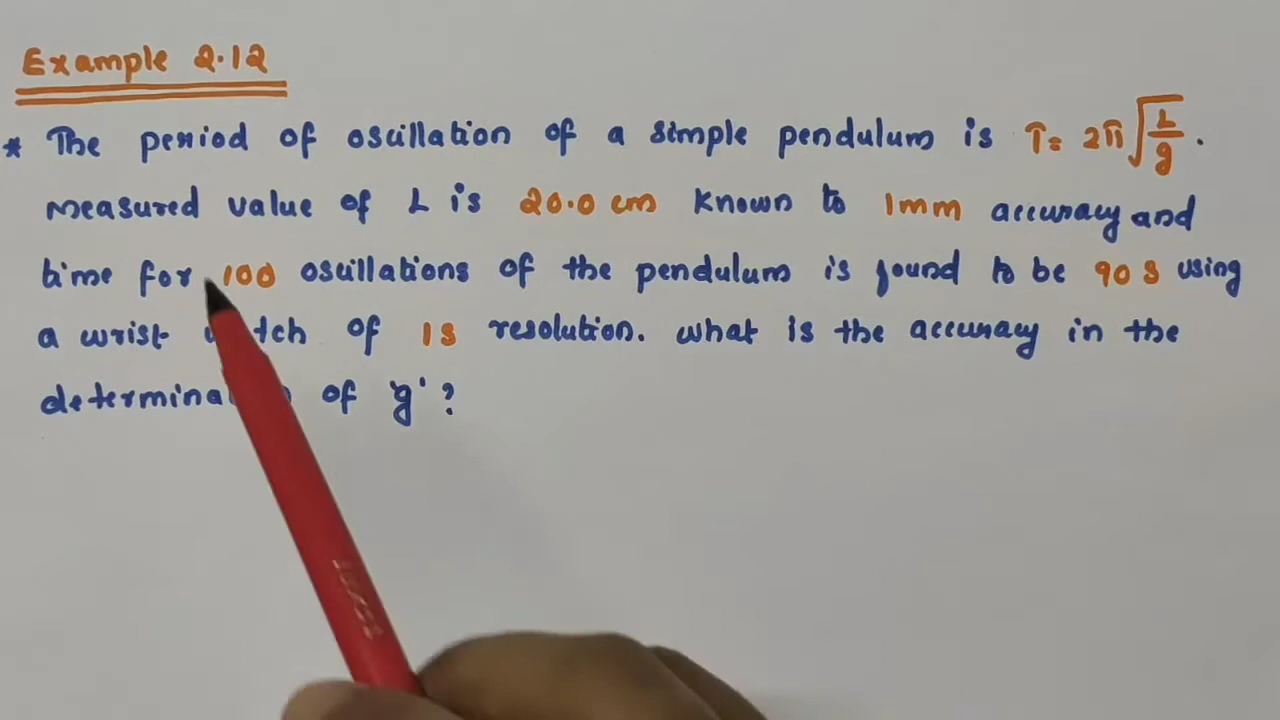 Example 2.12
* The period of oscillation of a simple pendulum is T = 2π√(L/g).
measured value of L is 20.0 cm known to 1mm accuracy and
time for 100 oscillations of the pendulum is found to be 90 s using
a wrist of 1s resolution. what is the accuracy in the
of 'g' ?